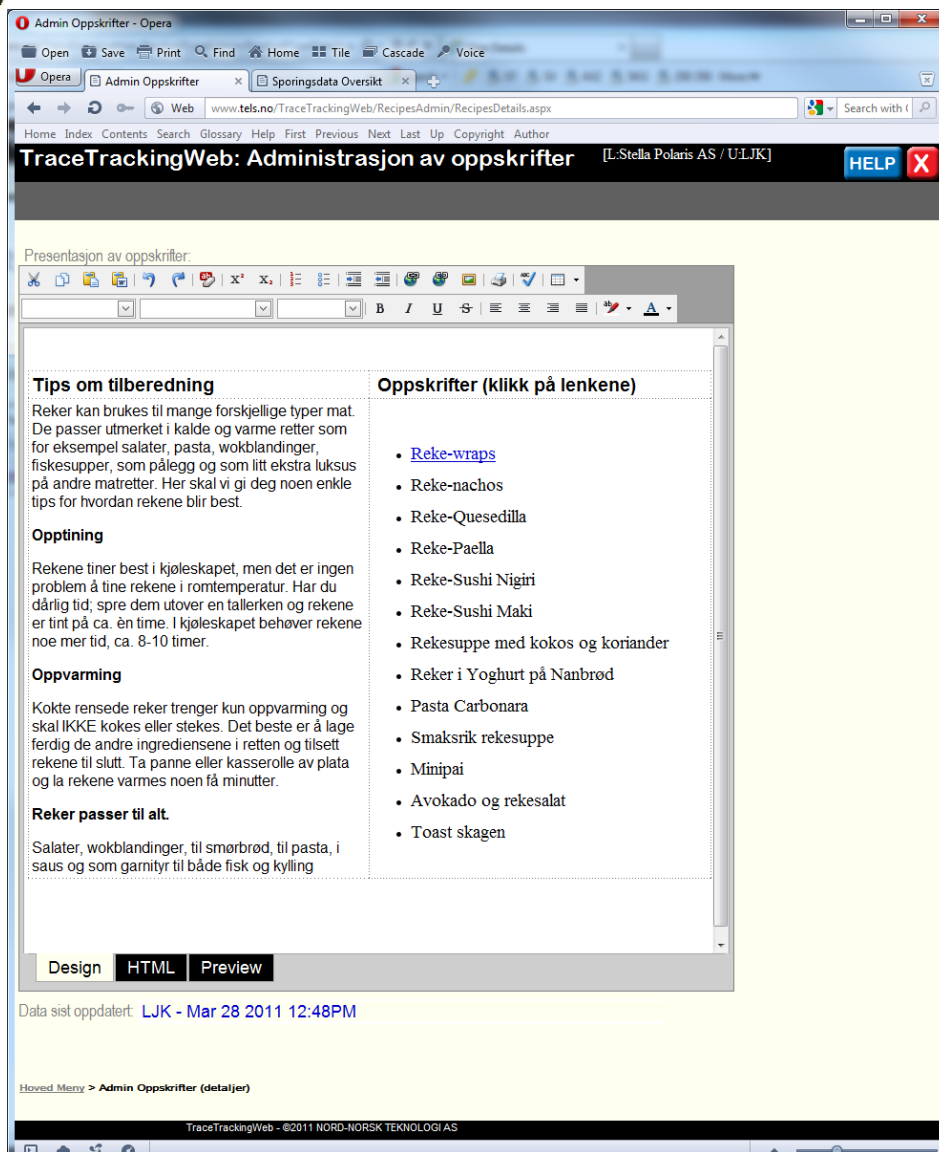 Admin Oppskrifter - Opera
Open Save Print Find Home Tile Cascade Voice
Opera Admin Oppskrifter Sporingsdata Oversikt
Web www.tels.no/TraceTrackingWeb/RecipesAdmin/RecipesDetails.aspx Search with
Home Index Contents Search Glossary Help First Previous Next Last Up Copyright Author
TraceTrackingWeb: Administrasjon av oppskrifter [L:Stella Polaris AS / U:LJK] HELP X
Presentasjon av oppskrifter:
Tips om tilberedning
Reker kan brukes til mange forskjellige typer mat.
De passer utmerket i kalde og varme retter som
for eksempel salater, pasta, wokblandinger,
fiskesupper, som pålegg og som litt ekstra luksus
på andre matretter. Her skal vi gi deg noen enkle
tips for hvordan rekene blir best.
Opptining
Rekene tiner best i kjøleskapet, men det er ingen
problem å tine rekene i romtemperatur. Har du
dårlig tid; spre dem utover en tallerken og rekene
er tint på ca. èn time. I kjøleskapet behøver rekene
noe mer tid, ca. 8-10 timer.
Oppvarming
Kokte rensede reker trenger kun oppvarming og
skal IKKE kokes eller stekes. Det beste er å lage
ferdig de andre ingrediensene i retten og tilsett
rekene til slutt. Ta panne eller kasserolle av plata
og la rekene varmes noen få minutter.
Reker passer til alt.
Salater, wokblandinger, til smørbrød, til pasta, i
saus og som garnityr til både fisk og kylling
Oppskrifter (klikk på lenkene)
Reke-wraps
Reke-nachos
Reke-Quesedilla
Reke-Paella
Reke-Sushi Nigiri
Reke-Sushi Maki
Rekesuppe med kokos og koriander
Reker i Yoghurt på Nanbrød
Pasta Carbonara
Smaksrik rekesuppe
Minipai
Avokado og rekesalat
Toast skagen
Design HTML Preview
Data sist oppdatert: LJK - Mar 28 2011 12:48PM
Hoved Meny > Admin Oppskrifter (detaljer)
TraceTrackingWeb - ©2011 NORD-NORSK TEKNOLOGI AS